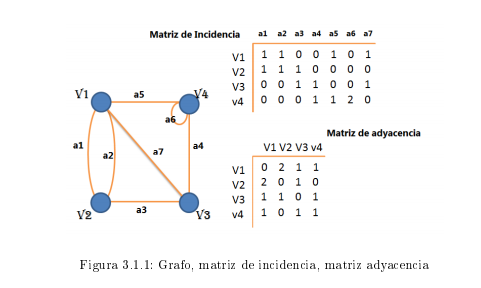 Matriz de Incidencia
a1 a2 a3 a4 a5 a6 a7
V1 1 1 0 0 1 0 1
V2 1 1 1 0 0 0 0
V3 0 0 1 1 0 0 1
v4 0 0 0 1 1 2 0
V1
a5
V4
a6
a1
a2
a7
a4
V2
a3
V3
Matriz de adyacencia
V1 V2 V3 v4
V1 0 2 1 1
V2 2 0 1 0
V3 1 1 0 1
v4 1 0 1 1
Figura 3.1.1: Grafo, matriz de incidencia, matriz adyacencia